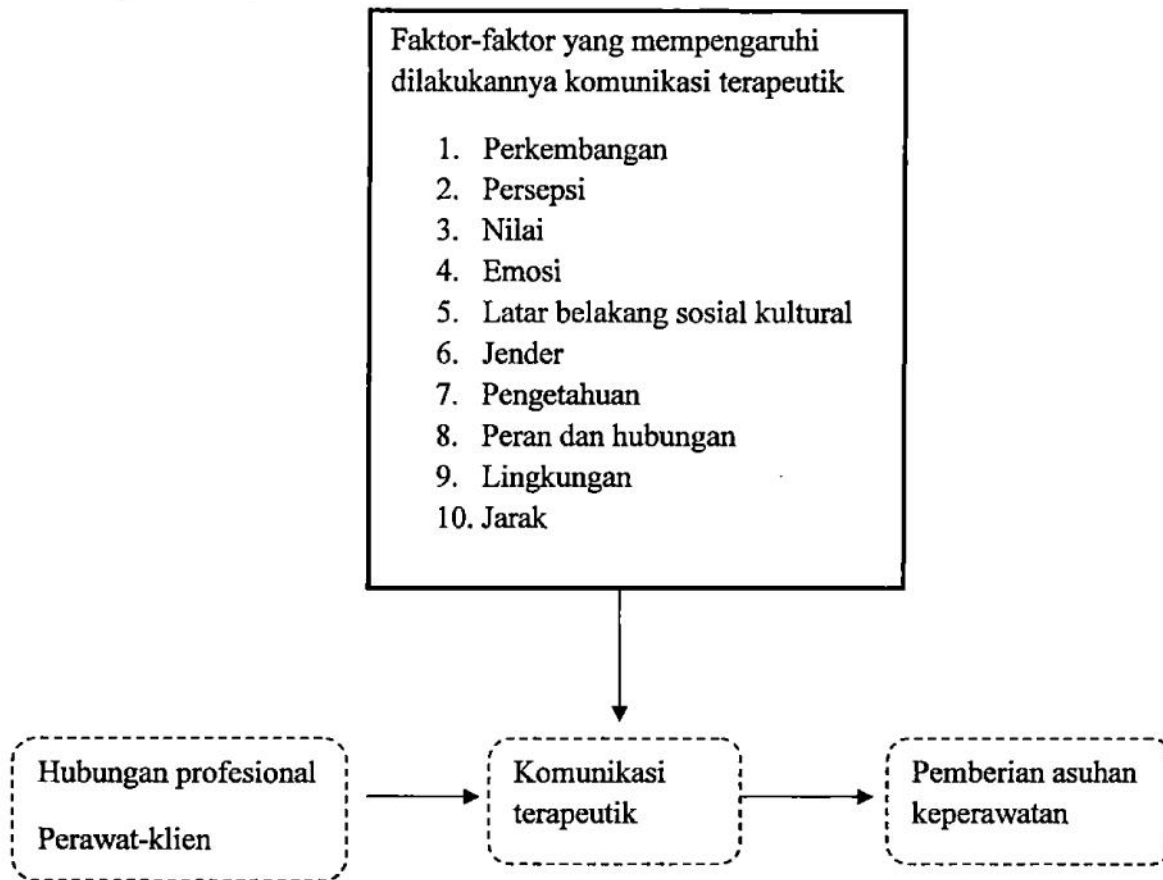 Faktor-faktor yang mempengaruhi
dilakukannya komunikasi terapeutik
1. Perkembangan
2. Persepsi
3. Nilai
4. Emosi
5. Latar belakang sosial kultural
6. Jender
7. Pengetahuan
8. Peran dan hubungan
9. Lingkungan
10. Jarak
Hubungan profesional
Perawat-klien
Komunikasi
terapeutik
Pemberian asuhan
keperawatan